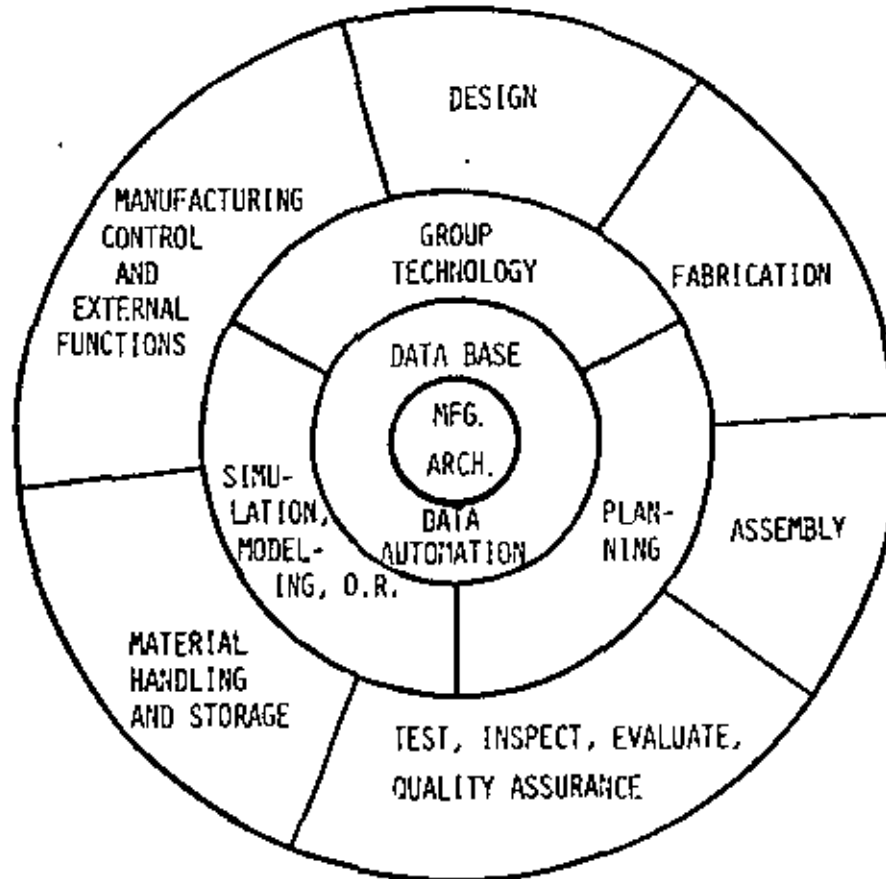 DESIGN
MANUFACTURING
CONTROL
AND
EXTERNAL
FUNCTIONS
GROUP
TECHNOLOGY
FABRICATION
DATA BASE
MFG.
ARCH.
DATA
AUTOMATION
SIMU-
LATION,
MODEL-
ING, O.R.
PLAN-
NING
ASSEMBLY
MATERIAL
HANDLING
AND STORAGE
TEST, INSPECT, EVALUATE,
QUALITY ASSURANCE